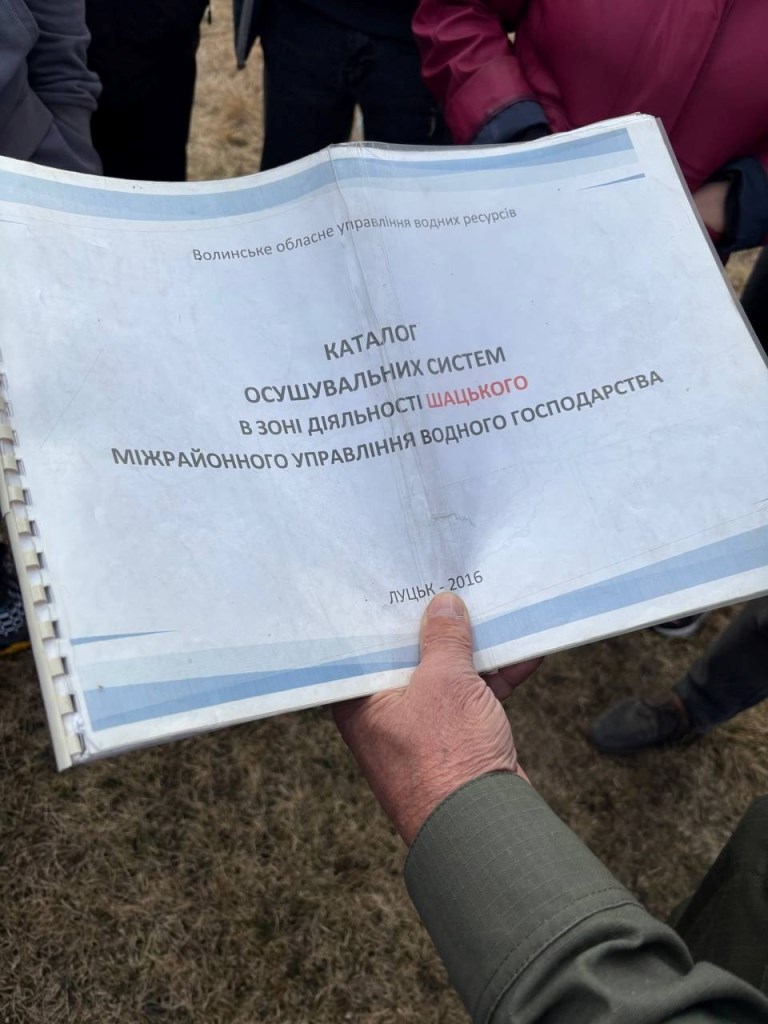 Волинське обласне управління водних ресурсів
КАТАЛОГ
ОСУШУВАЛЬНИХ СИСТЕМ
В ЗОНІ ДІЯЛЬНОСТІ ШАЦЬКОГО
МІЖРАЙОННОГО УПРАВЛІННЯ ВОДНОГО ГОСПОДАРСТВА
ЛУЦЬК - 2016